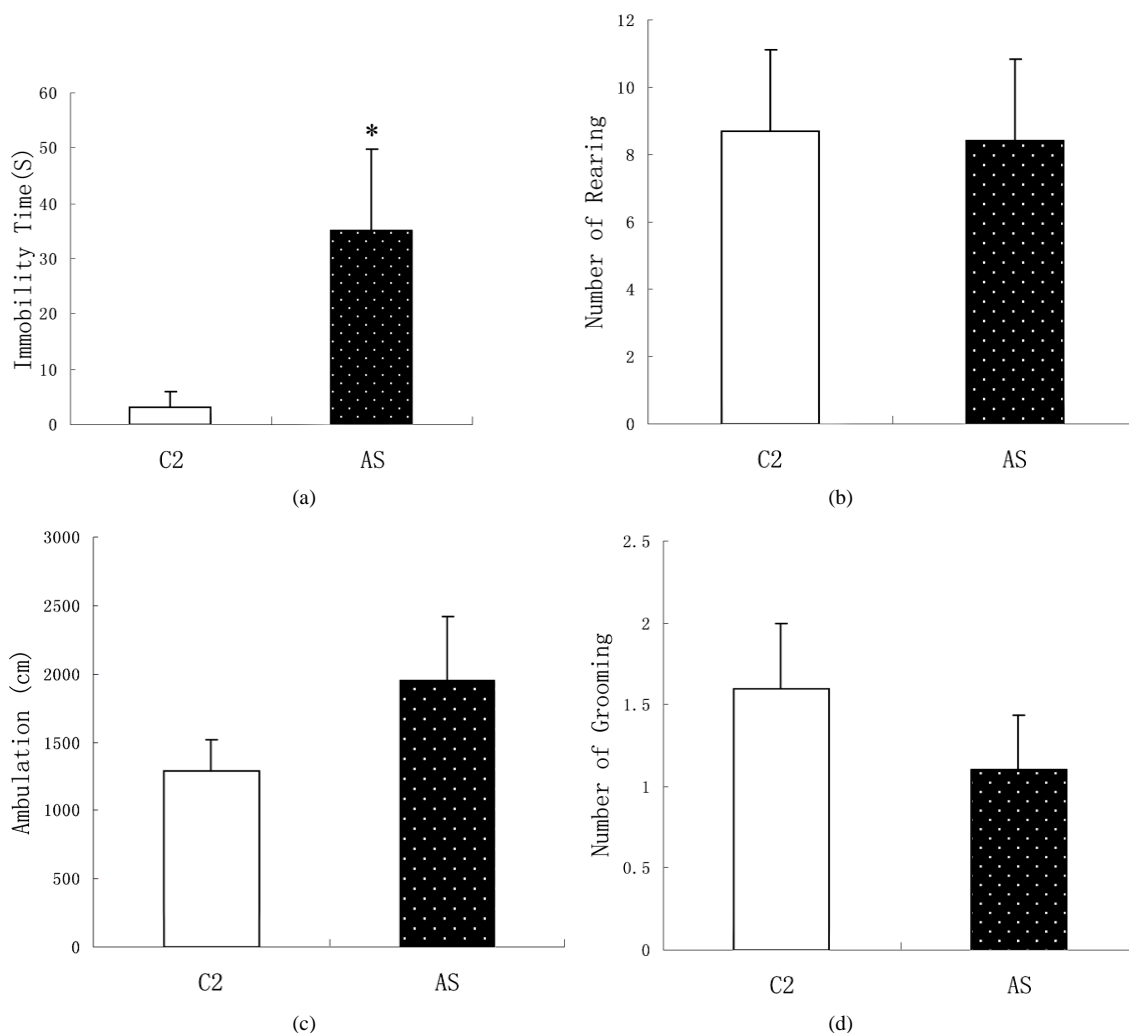 60
50
40
30
20
10
0
Immobility Time(S)
*
C2 AS
(a)
12
10
8
6
4
2
0
Number of Rearing
C2 AS
(b)
3000
2500
2000
1500
1000
500
0
Ambulation (cm)
C2 AS
(c)
2.5
2
1.5
1
0.5
0
Number of Grooming
C2 AS
(d)